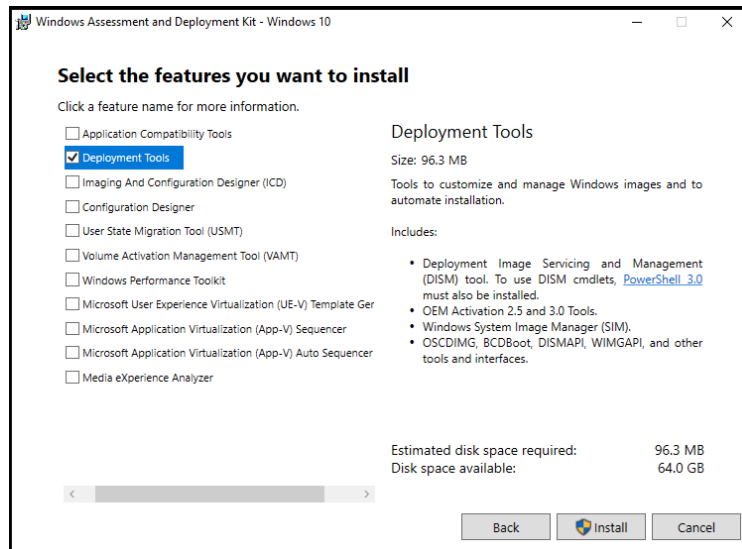 Windows Assessment and Deployment Kit - Windows 10
Select the features you want to install
Click a feature name for more information.
Application Compatibility Tools
Deployment Tools
Imaging And Configuration Designer (ICD)
Configuration Designer
User State Migration Tool (USMT)
Volume Activation Management Tool (VAMT)
Windows Performance Toolkit
Microsoft User Experience Virtualization (UE-V) Template Ger
Microsoft Application Virtualization (App-V) Sequencer
Microsoft Application Virtualization (App-V) Auto Sequencer
Media eXperience Analyzer
Deployment Tools
Size: 96.3 MB
Tools to customize and manage Windows images and to
automate installation.
Includes:
• Deployment Image Servicing and Management
(DISM) tool. To use DISM cmdlets, PowerShell 3.0
must also be installed.
• OEM Activation 2.5 and 3.0 Tools.
• Windows System Image Manager (SIM).
• OSCDIMG, BCDBoot, DISMAPI, WIMGAPI, and other
tools and interfaces.
Estimated disk space required: 96.3 MB
Disk space available: 64.0 GB
Back
Install
Cancel